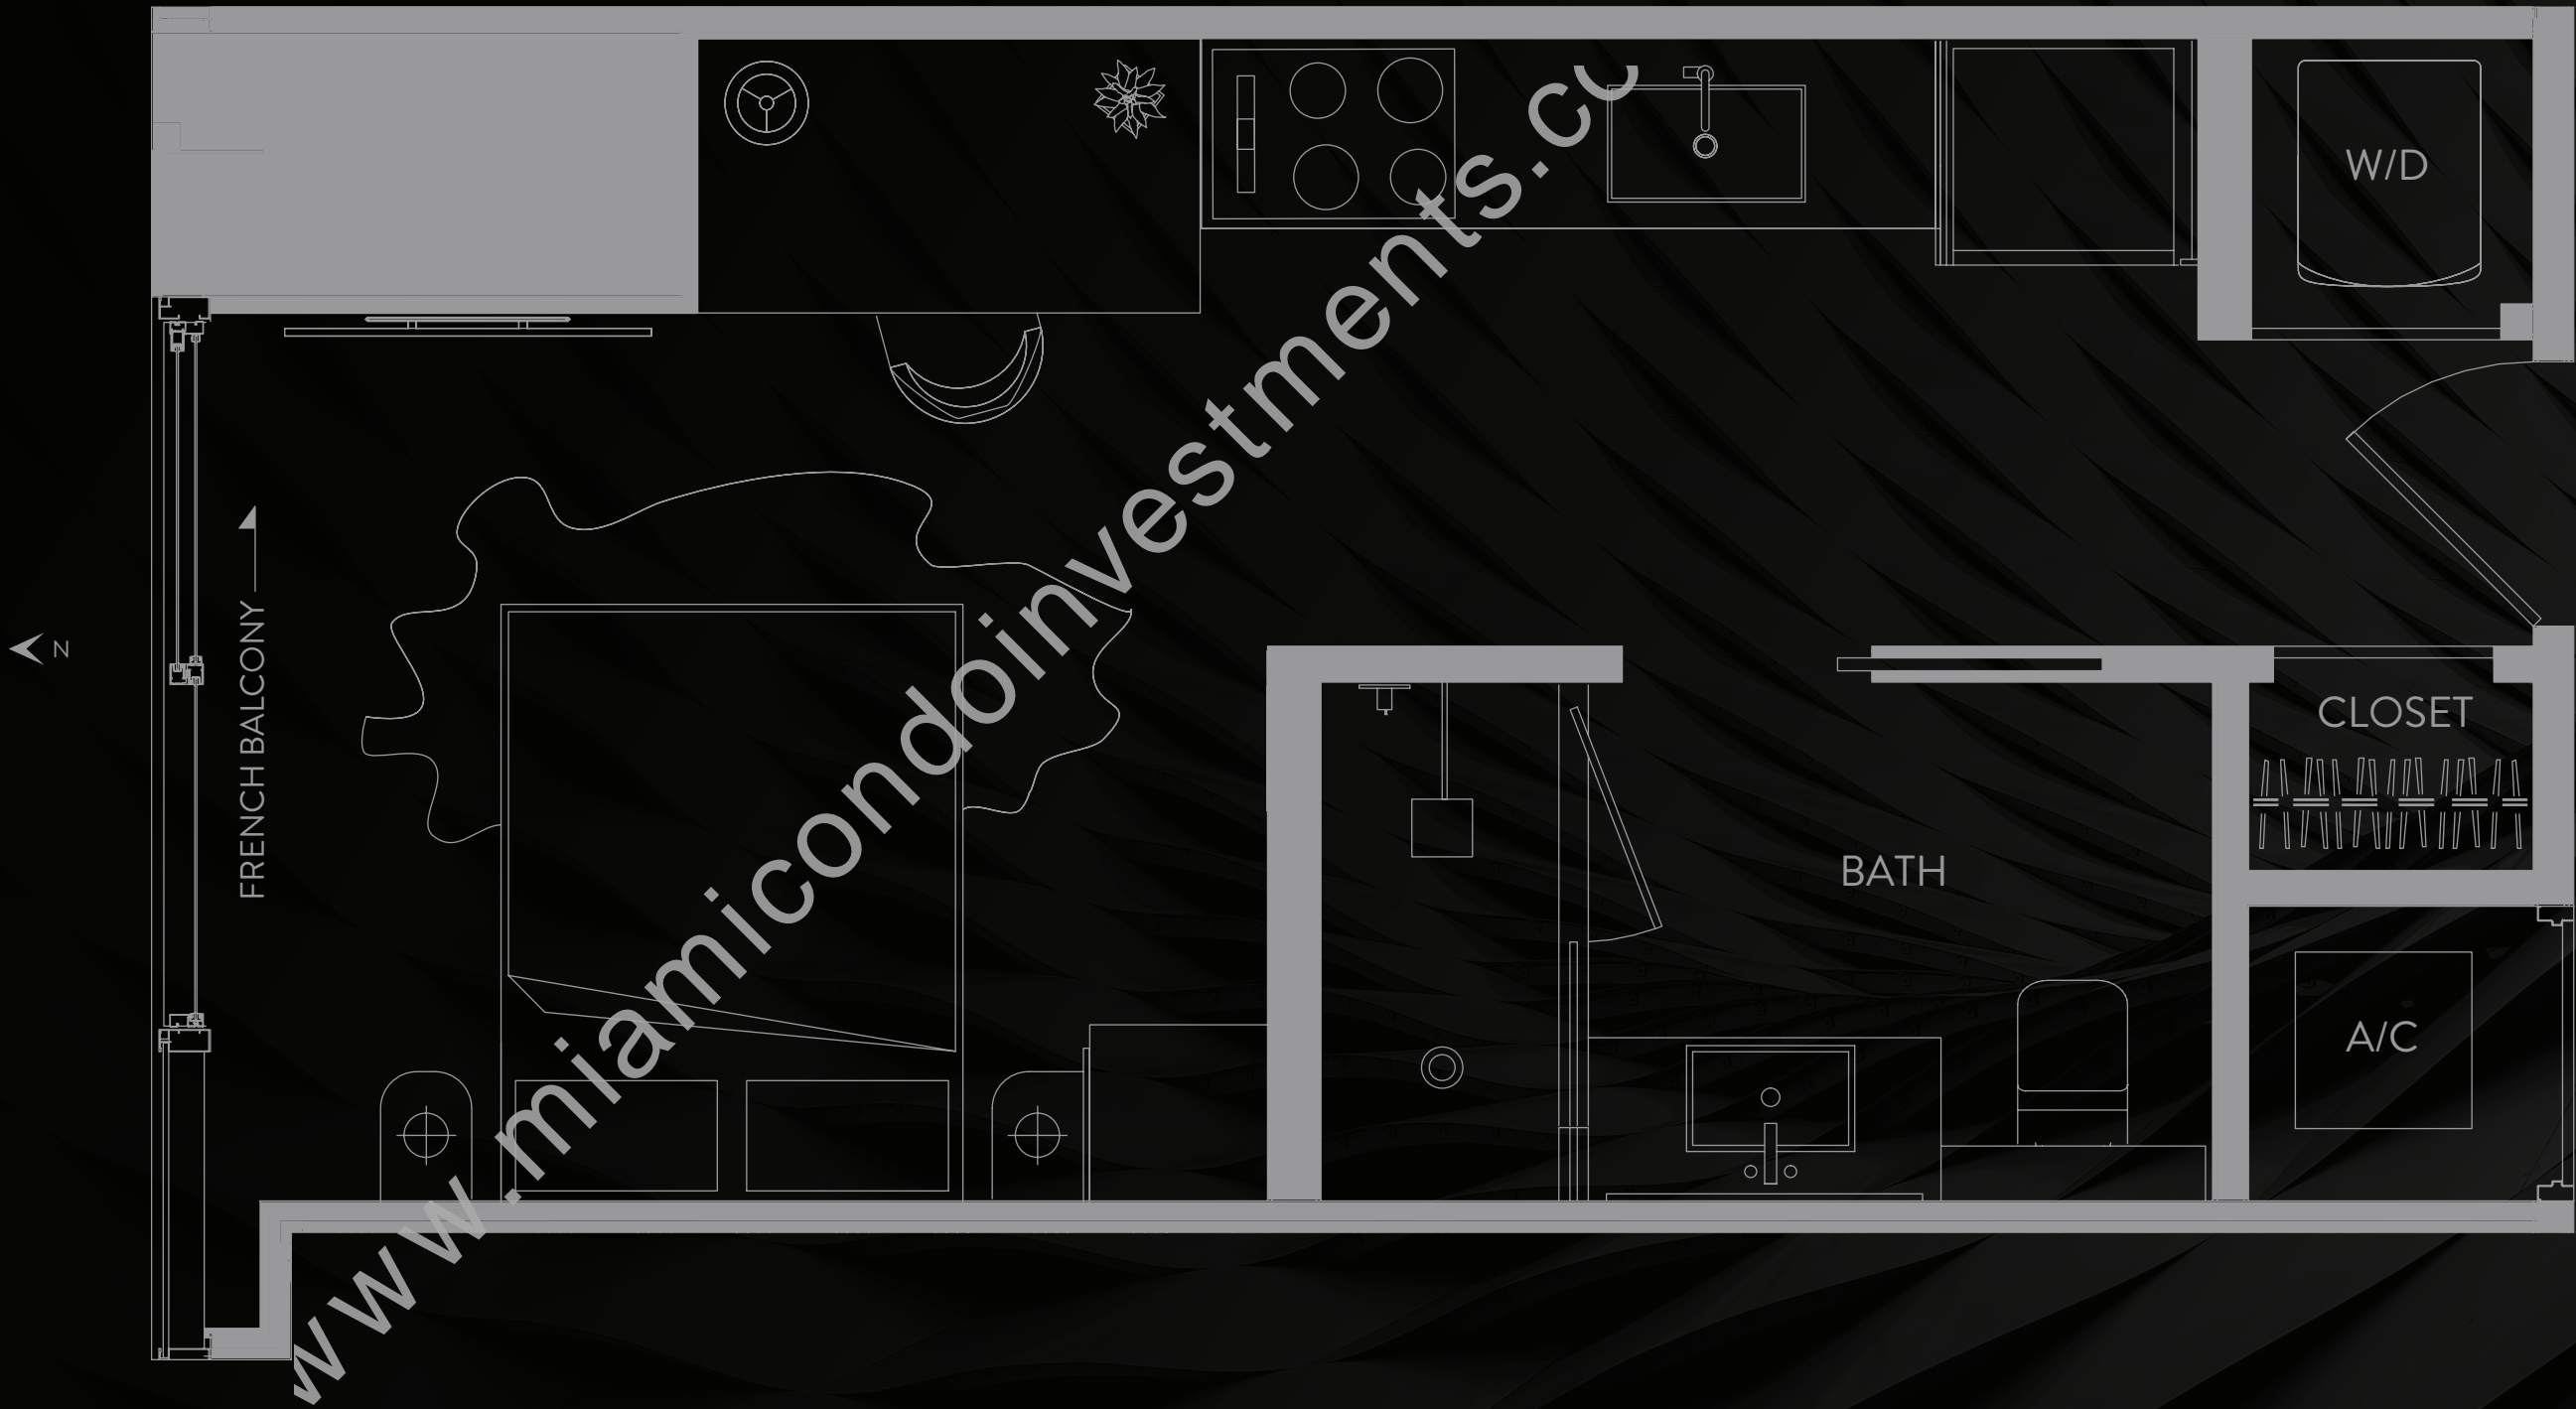 W/D
N
FRENCH BALCONY
CLOSET
BATH
A/C
www.miamicondoinvestments.co